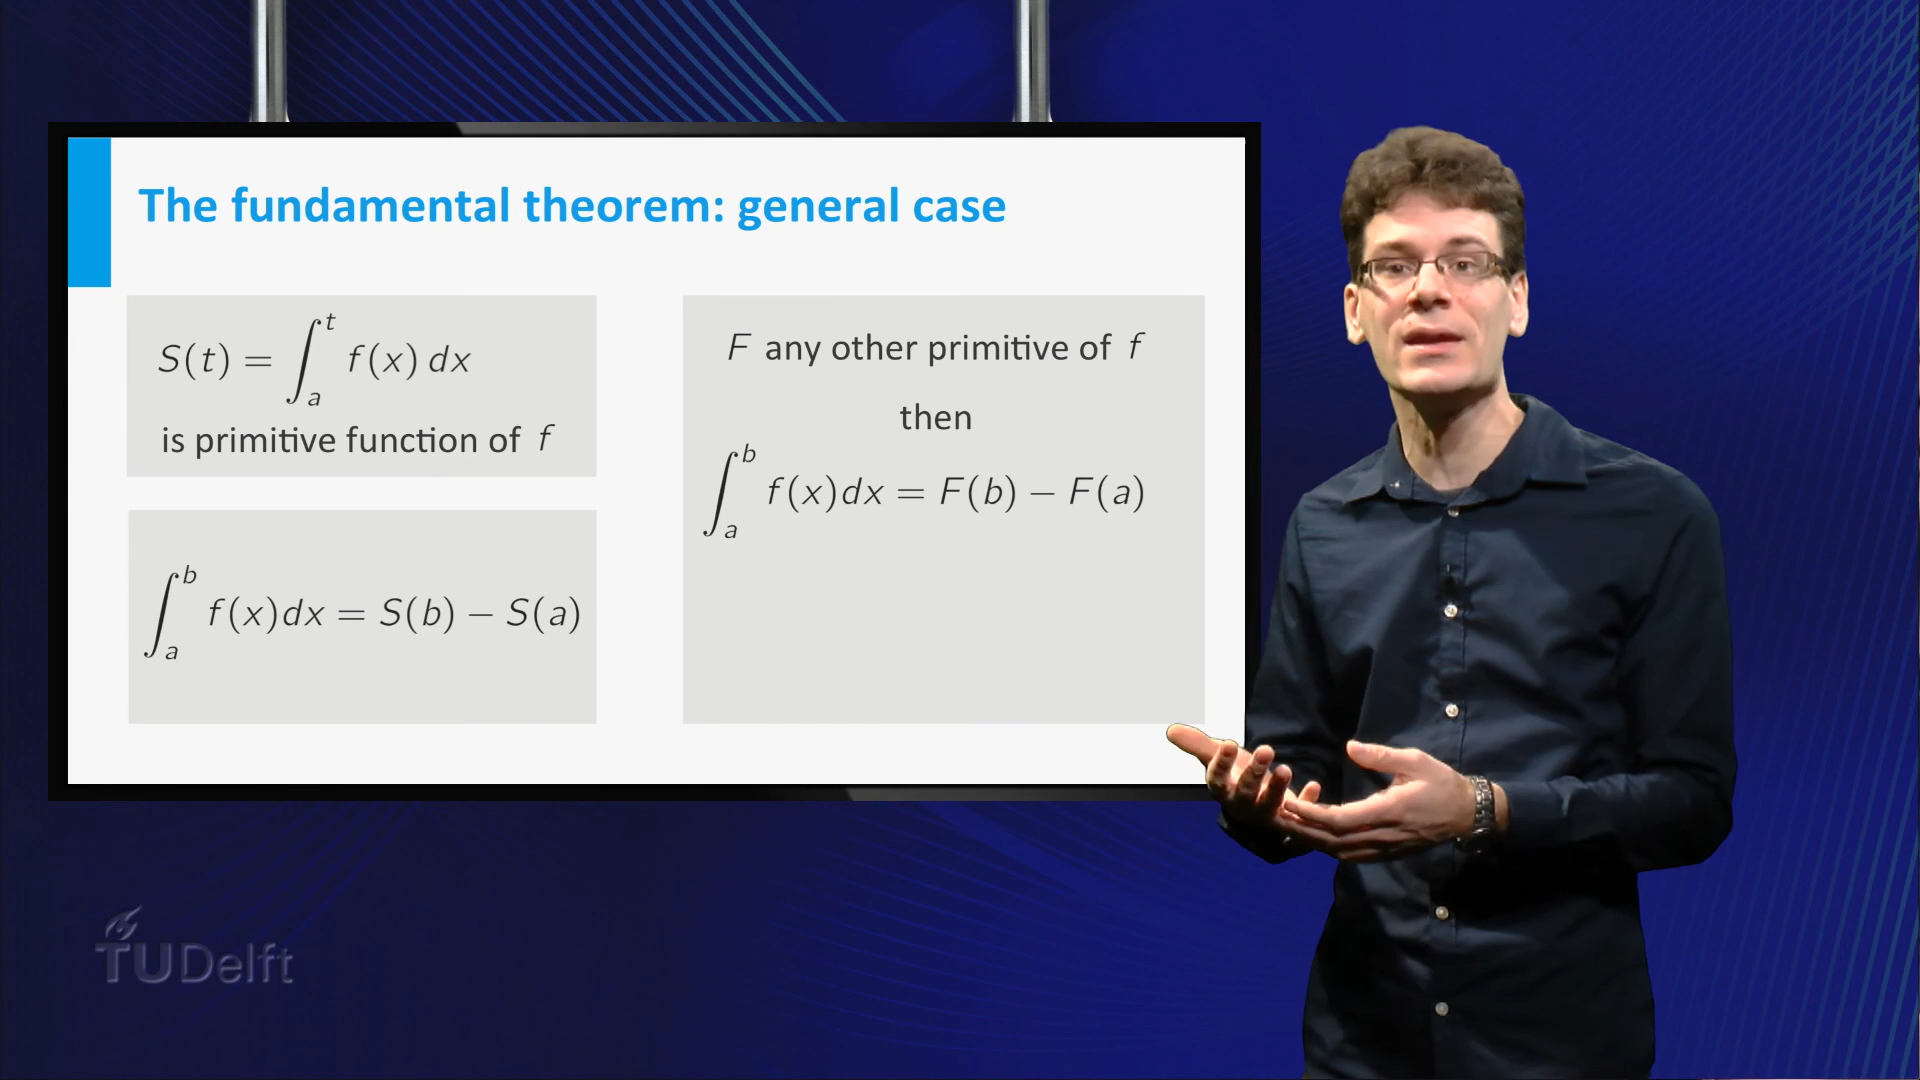 The fundamental theorem: general case
S(t) = ∫_a^t f(x) dx
is primitive function of f
∫_a^b f(x)dx = S(b) − S(a)
F any other primitive of f
then
∫_a^b f(x)dx = F(b) − F(a)
TUDelft